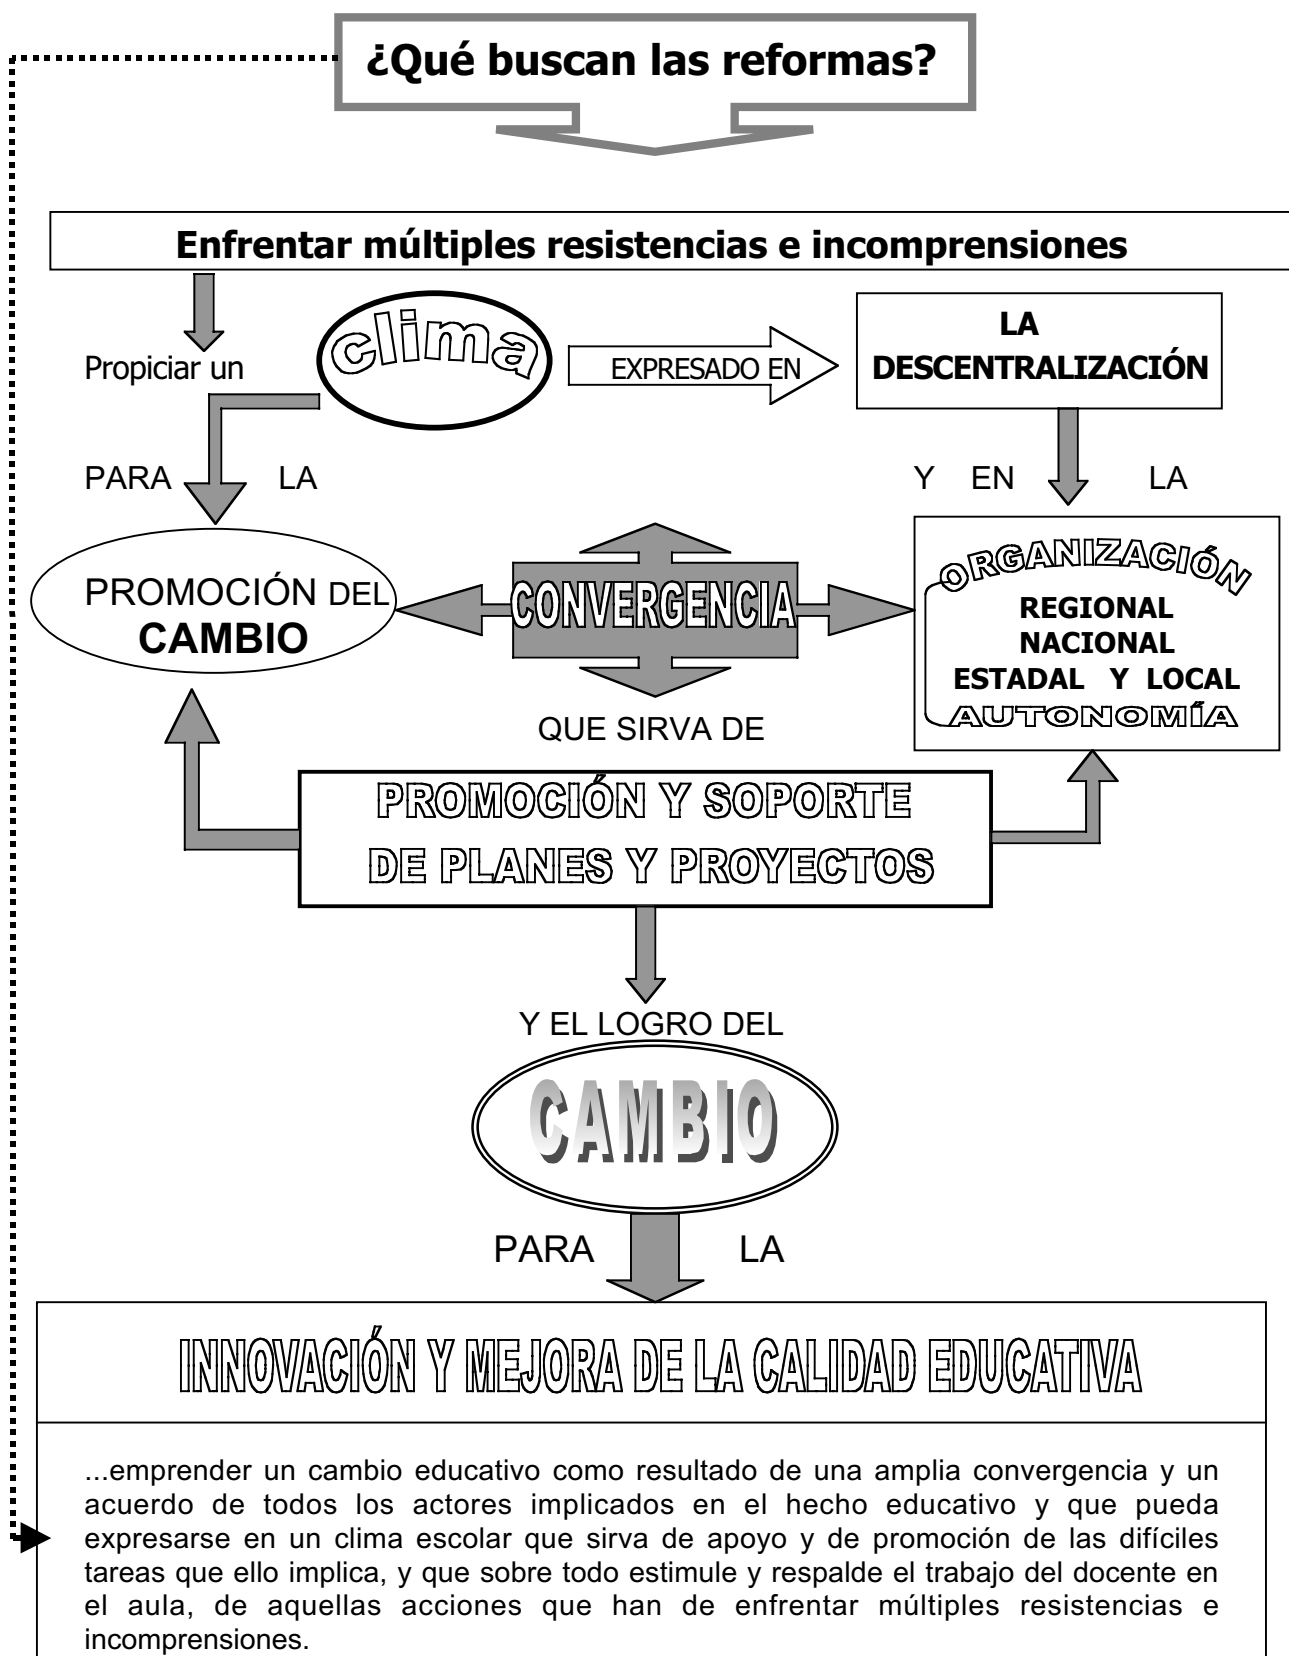 ¿Qué buscan las reformas?
Enfrentar múltiples resistencias e incomprensiones
Propiciar un
clima
EXPRESADO EN
LA
DESCENTRALIZACIÓN
PARA LA
Y EN LA
PROMOCIÓN DEL
CAMBIO
CONVERGENCIA
ORGANIZACIÓN
REGIONAL
NACIONAL
ESTADAL Y LOCAL
AUTONOMÍA
QUE SIRVA DE
PROMOCIÓN Y SOPORTE
DE PLANES Y PROYECTOS
Y EL LOGRO DEL
CAMBIO
PARA LA
INNOVACIÓN Y MEJORA DE LA CALIDAD EDUCATIVA
...emprender un cambio educativo como resultado de una amplia convergencia y un
acuerdo de todos los actores implicados en el hecho educativo y que pueda
expresarse en un clima escolar que sirva de apoyo y de promoción de las difíciles
tareas que ello implica, y que sobre todo estimule y respalde el trabajo del docente en
el aula, de aquellas acciones que han de enfrentar múltiples resistencias e
incomprensiones.